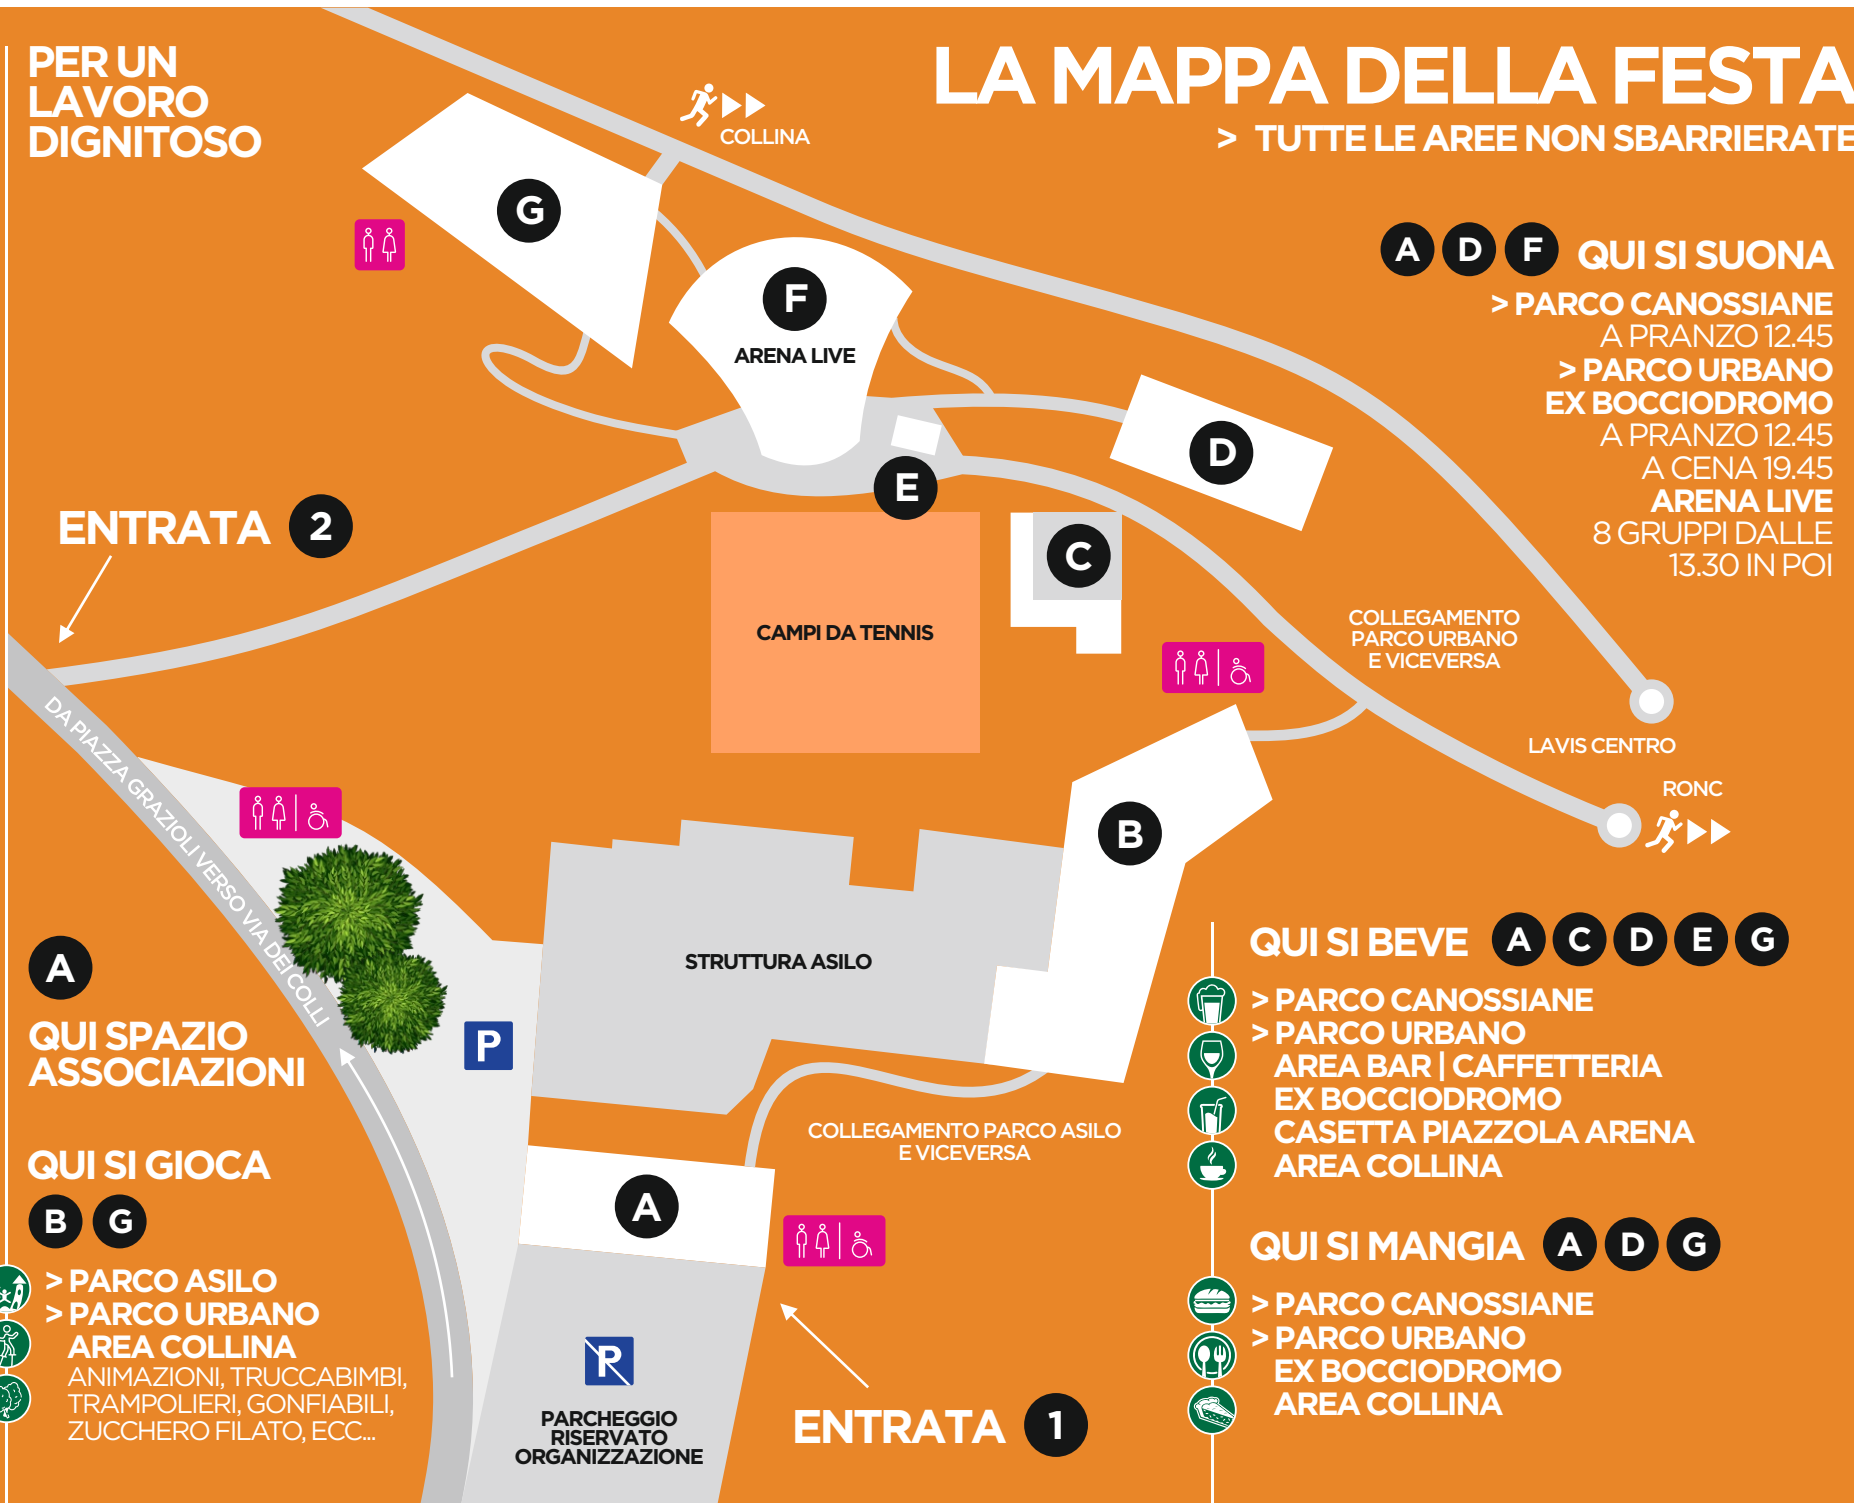 PER UN
LAVORO
DIGNITOSO
LA MAPPA DELLA FESTA
> TUTTE LE AREE NON SBARRIERATE
COLLINA
G
F
ARENA LIVE
A D F QUI SI SUONA
> PARCO CANOSSIANE
A PRANZO 12.45
> PARCO URBANO
EX BOCCIODROMO
A PRANZO 12.45
A CENA 19.45
ARENA LIVE
8 GRUPPI DALLE
13.30 IN POI
D
E
C
ENTRATA 2
CAMPI DA TENNIS
COLLEGAMENTO
PARCO URBANO
E VICEVERSA
LAVIS CENTRO
RONC
DA PIAZZA GRAZIOLI VERSO VIA DEI COLLI
B
STRUTTURA ASILO
P
A
QUI SPAZIO
ASSOCIAZIONI
QUI SI GIOCA
B G
> PARCO ASILO
> PARCO URBANO
AREA COLLINA
ANIMAZIONI, TRUCCABIMBI,
TRAMPOLIERI, GONFIABILI,
ZUCCHERO FILATO, ECC...
COLLEGAMENTO PARCO ASILO
E VICEVERSA
A
P
PARCHEGGIO
RISERVATO
ORGANIZZAZIONE
ENTRATA 1
QUI SI BEVE A C D E G
> PARCO CANOSSIANE
> PARCO URBANO
AREA BAR | CAFFETTERIA
EX BOCCIODROMO
CASETTA PIAZZOLA ARENA
AREA COLLINA
QUI SI MANGIA A D G
> PARCO CANOSSIANE
> PARCO URBANO
EX BOCCIODROMO
AREA COLLINA